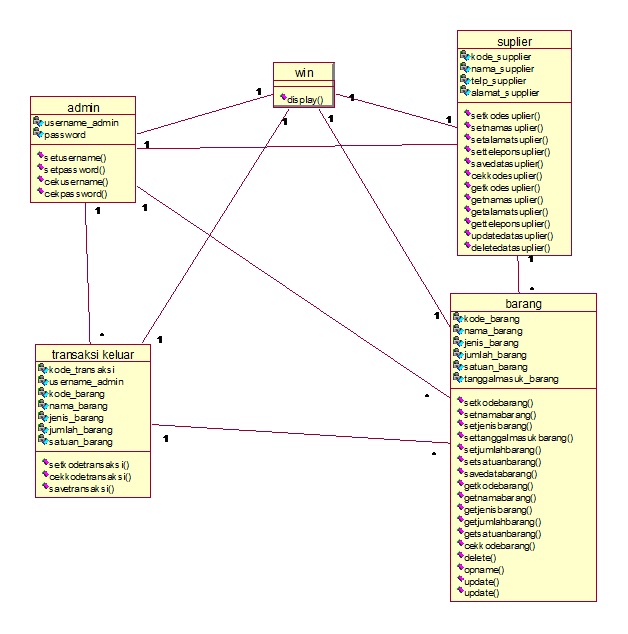 suplier
kode_supplier
nama_supplier
telp_supplier
alamat_supplier
setkodesuplier()
setnamasuplier()
setalamatsuplier()
setteleponsuplier()
savedatasuplier()
cekkodesuplier()
getkodesuplier()
getnamasuplier()
getalamatsuplier()
getteleponsuplier()
updatedatasuplier()
deletedatasuplier()
win
display()
admin
username_admin
password
setusername()
setpassword()
cekusername()
cekpassword()
1
1
1
1
1
1
1
1
1
1
*
*
1
1
*
1
*
transaksi keluar
kode_transaksi
username_admin
kode_barang
nama_barang
jenis_barang
jumlah_barang
satuan_barang
setkodetransaksi()
cekkodetransaksi()
savetransaksi()
barang
kode_barang
nama_barang
jenis_barang
jumlah_barang
satuan_barang
tanggalmasuk_barang
setkodebarang()
setnamabarang()
setjenisbarang()
settanggalmasukbarang()
setjumlahbarang()
setsatuanbarang()
savedatabarang()
getkodebarang()
getnamabarang()
getjenisbarang()
getjumlahbarang()
getsatuanbarang()
cekkodebarang()
delete()
opname()
update()
update()